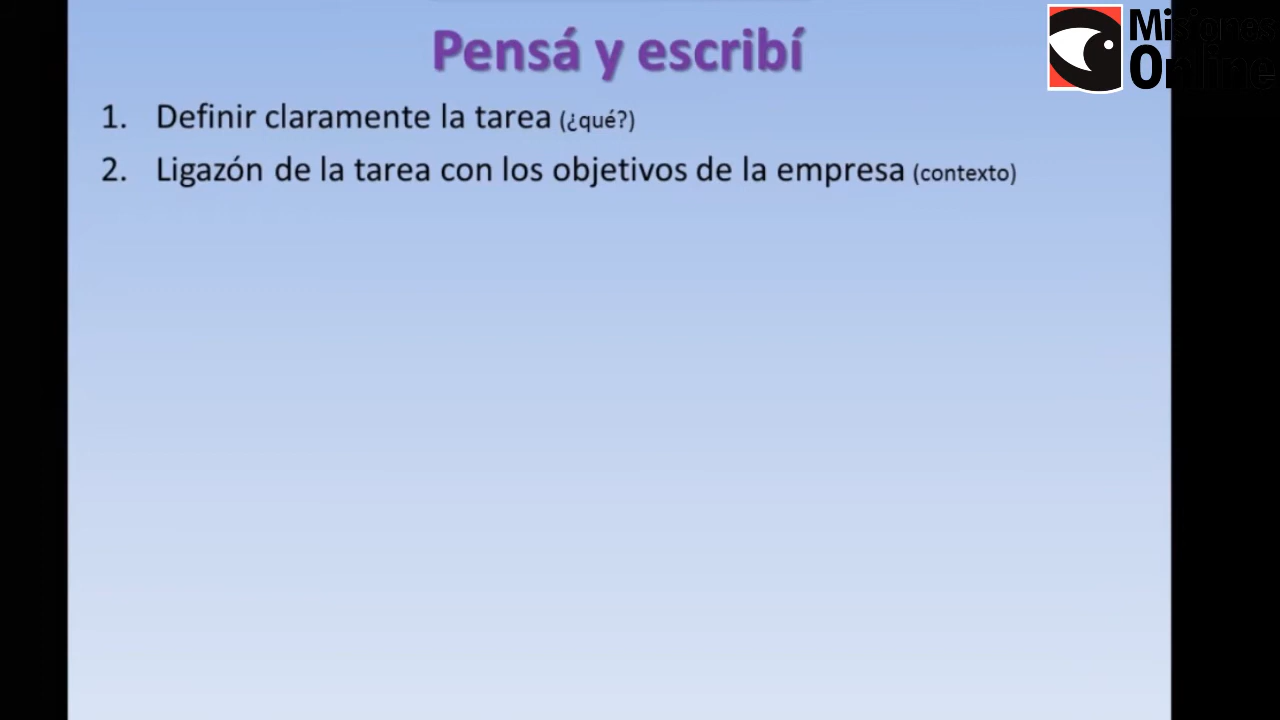 Pensá y escribí
Misiones
Online
1. Definir claramente la tarea (¿qué?)
2. Ligazón de la tarea con los objetivos de la empresa (contexto)